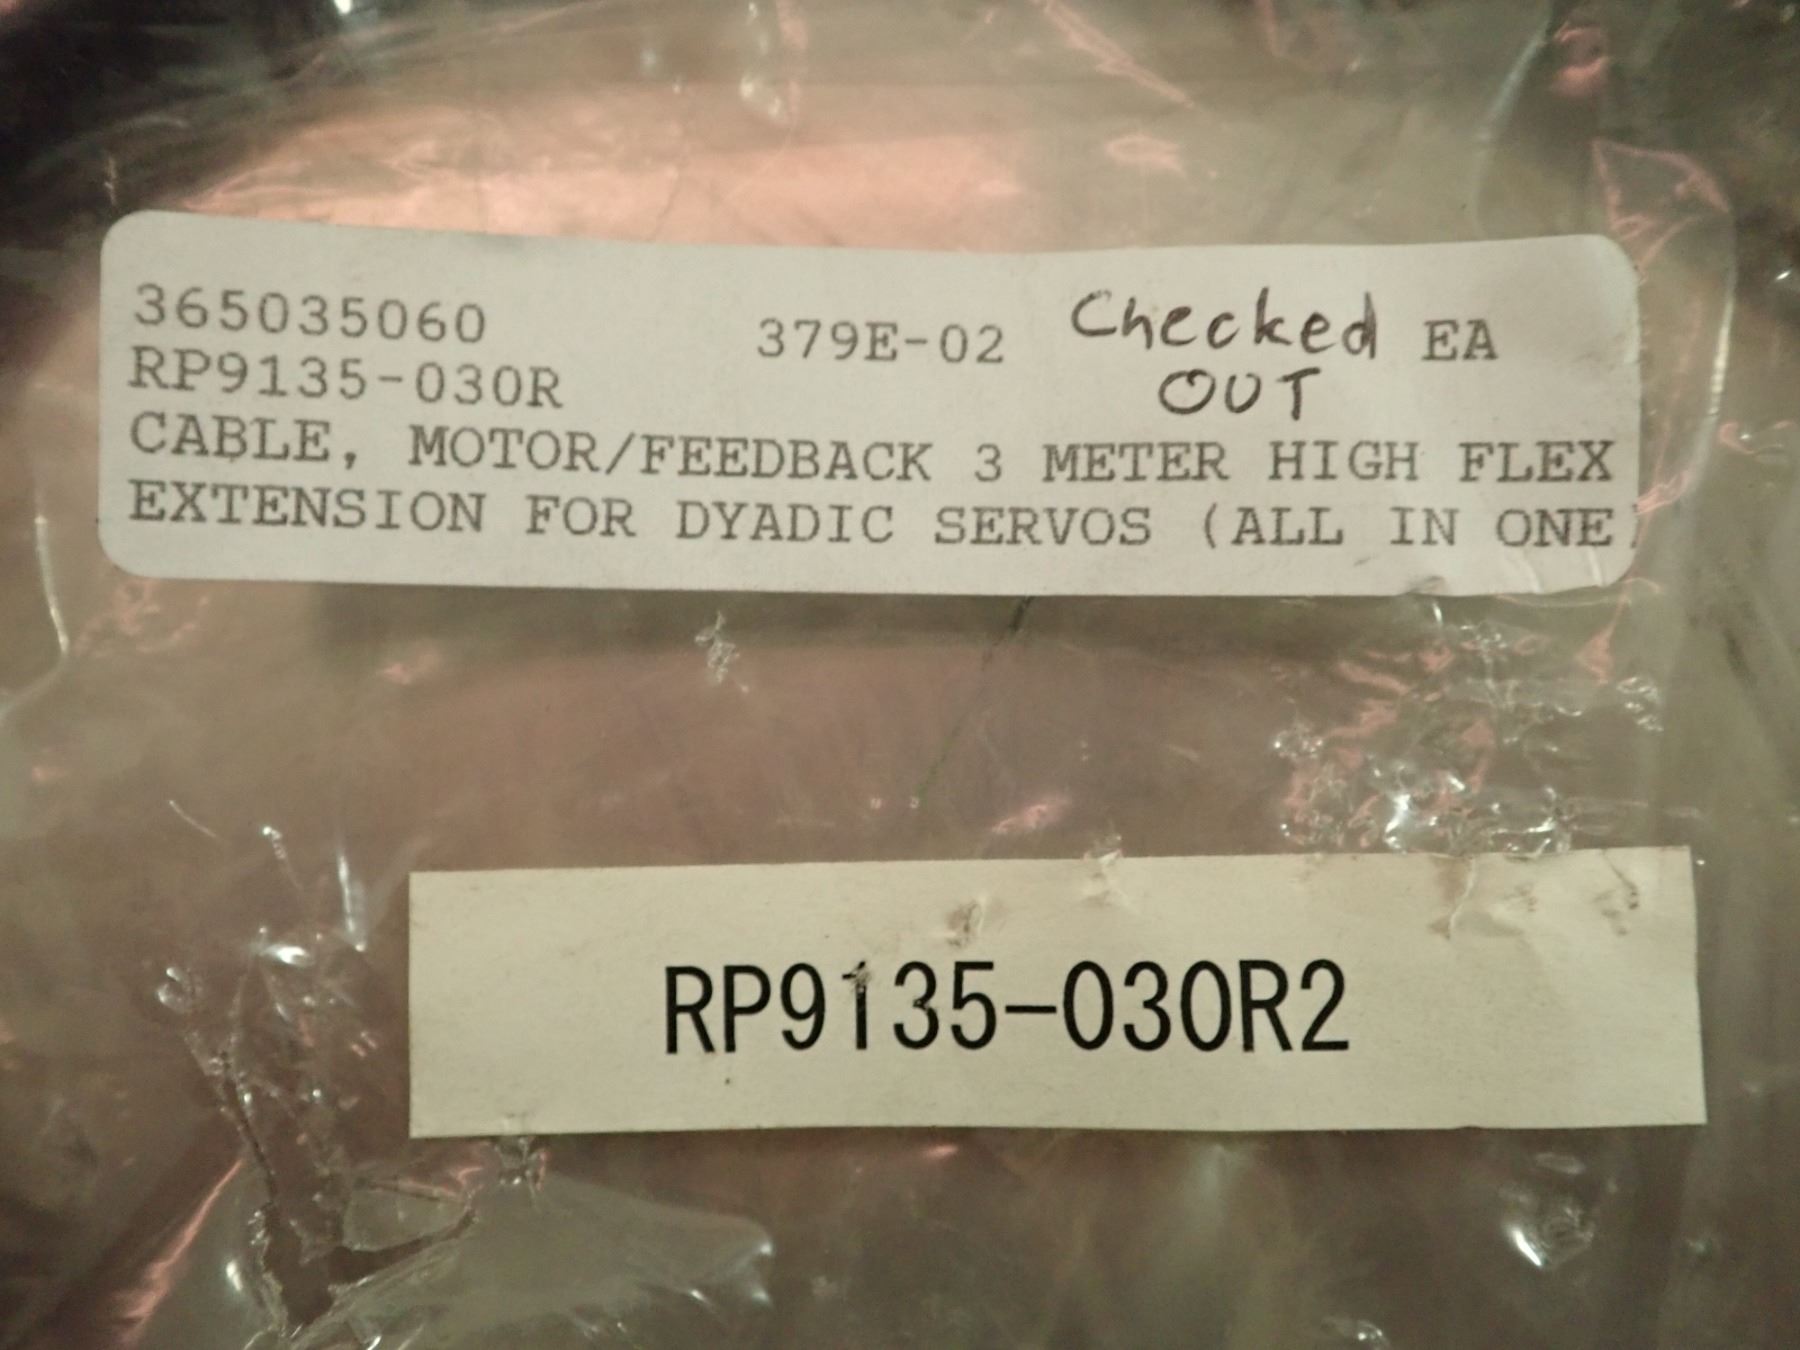 365035060 379E-02 Checked EA
RP9135-030R OUT
CABLE, MOTOR/FEEDBACK 3 METER HIGH FLEX
EXTENSION FOR DYADIC SERVOS (ALL IN ONE)
RP9135-030R2